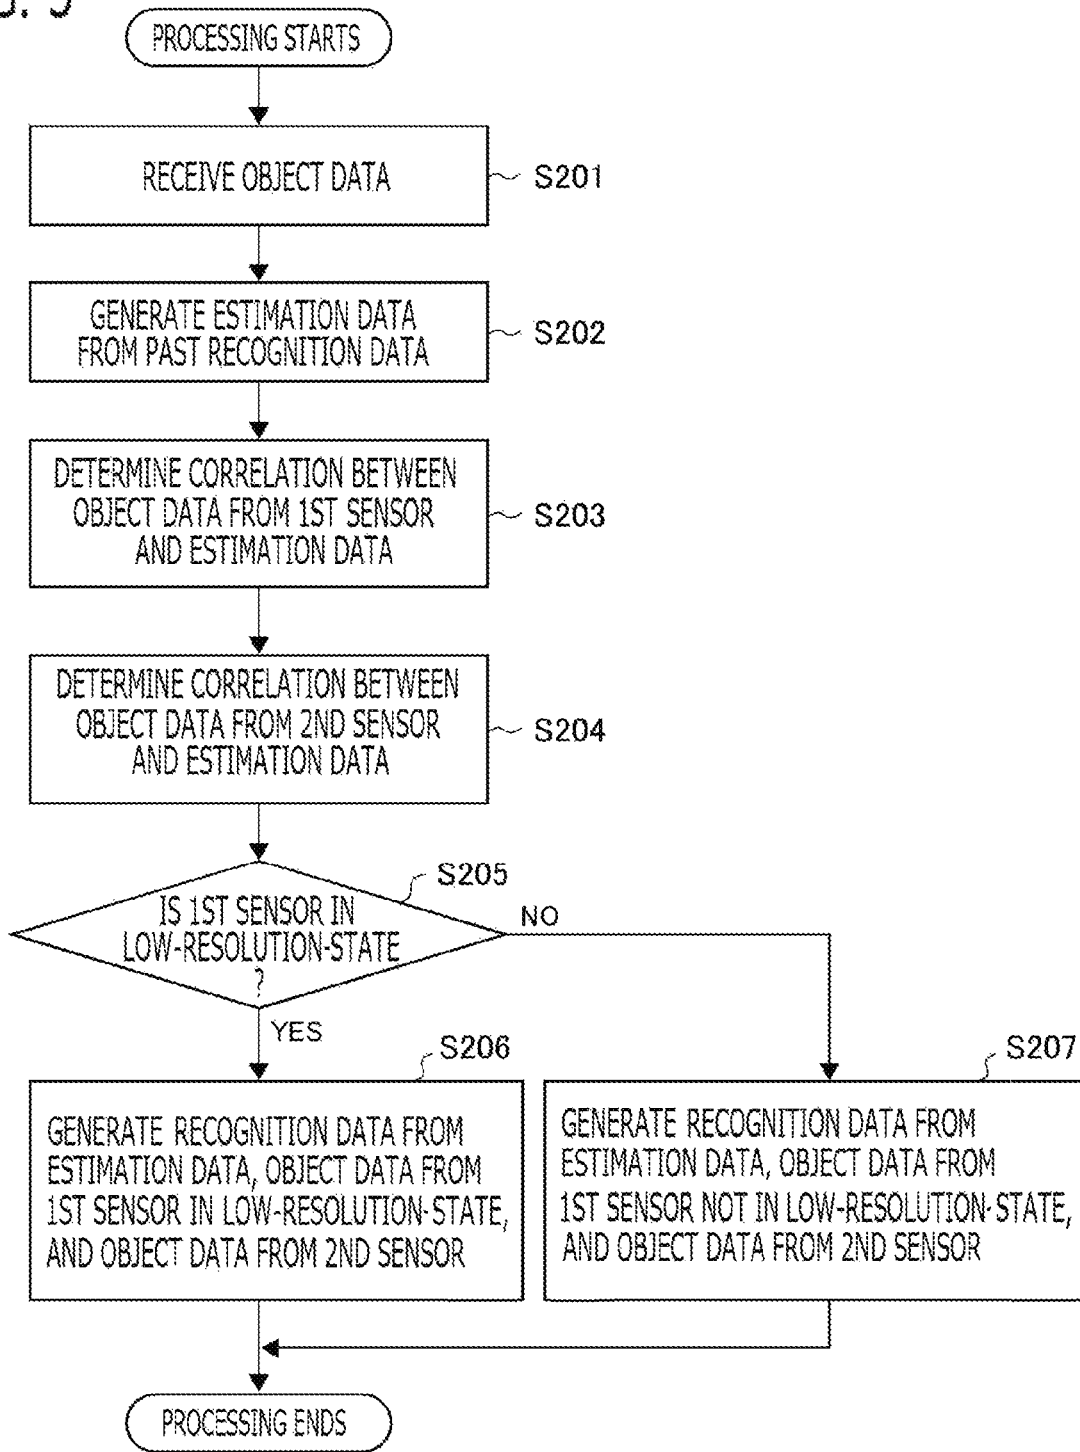 PROCESSING STARTS
RECEIVE OBJECT DATA
S201
GENERATE ESTIMATION DATA
FROM PAST RECOGNITION DATA
S202
DETERMINE CORRELATION BETWEEN
OBJECT DATA FROM 1ST SENSOR
AND ESTIMATION DATA
S203
DETERMINE CORRELATION BETWEEN
OBJECT DATA FROM 2ND SENSOR
AND ESTIMATION DATA
S204
S205
IS 1ST SENSOR IN
LOW-RESOLUTION-STATE
?
NO
YES
S206
GENERATE RECOGNITION DATA FROM
ESTIMATION DATA, OBJECT DATA FROM
1ST SENSOR IN LOW-RESOLUTION-STATE,
AND OBJECT DATA FROM 2ND SENSOR
S207
GENERATE RECOGNITION DATA FROM
ESTIMATION DATA, OBJECT DATA FROM
1ST SENSOR NOT IN LOW-RESOLUTION-STATE,
AND OBJECT DATA FROM 2ND SENSOR
PROCESSING ENDS